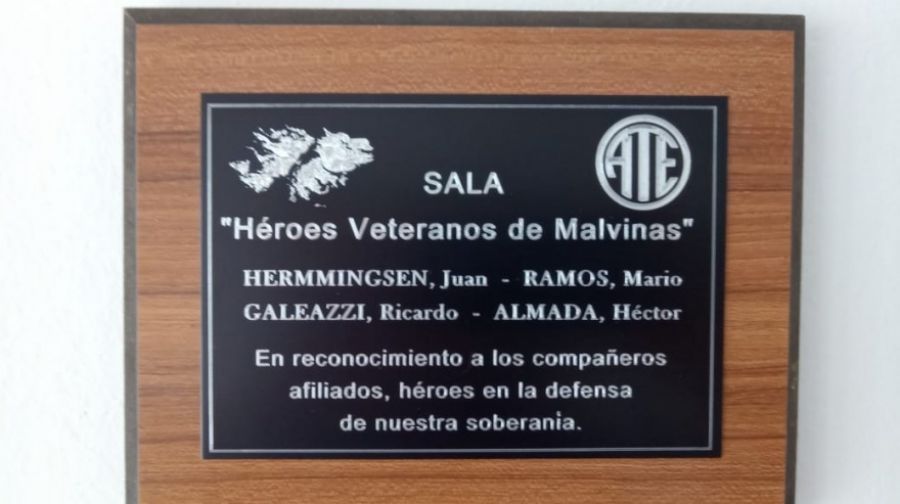 ATE
SALA
"Héroes Veteranos de Malvinas"
HERMMINGSEN, Juan - RAMOS, Mario
GALEAZZI, Ricardo - ALMADA, Héctor
En reconocimiento a los compañeros
afiliados, héroes en la defensa
de nuestra soberania.